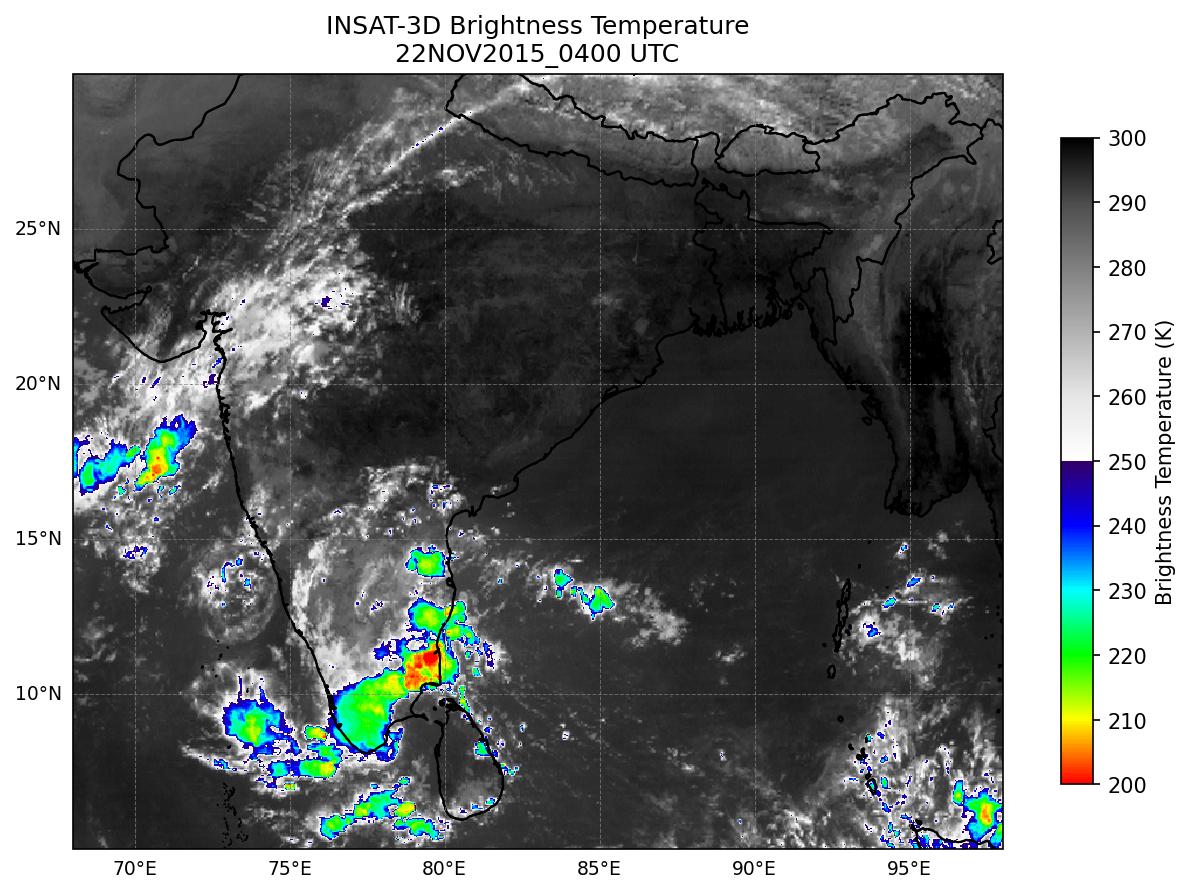 INSAT-3D Brightness Temperature
22NOV2015_0400 UTC
25°N
20°N
15°N
10°N
70°E
75°E
80°E
85°E
90°E
95°E
300
290
280
270
260
250
240
230
220
210
200
Brightness Temperature (K)